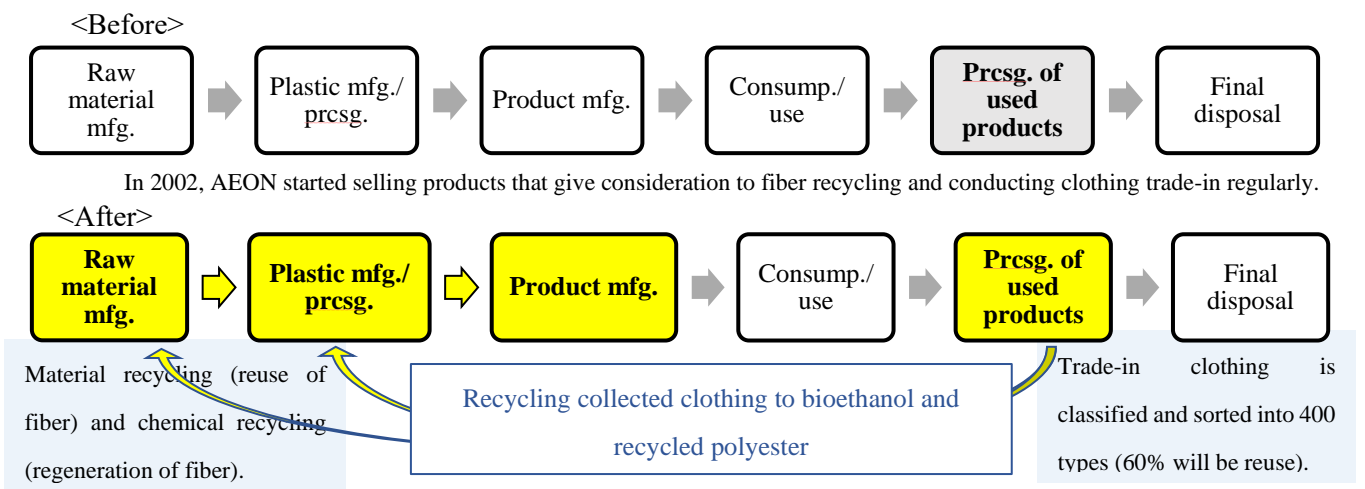 <Before>
Raw
material
mfg.
Plastic mfg./
prcsg.
Product mfg.
Consump./
use
Prcsg. of
used
products
Final
disposal
In 2002, AEON started selling products that give consideration to fiber recycling and conducting clothing trade-in regularly.
<After>
Raw
material
mfg.
Plastic mfg./
prcsg.
Product mfg.
Consump./
use
Prcsg. of
used
products
Final
disposal
Material recycling (reuse of
fiber) and chemical recycling
(regeneration of fiber).
Recycling collected clothing to bioethanol and
recycled polyester
Trade-in clothing is
classified and sorted into 400
types (60% will be reuse).